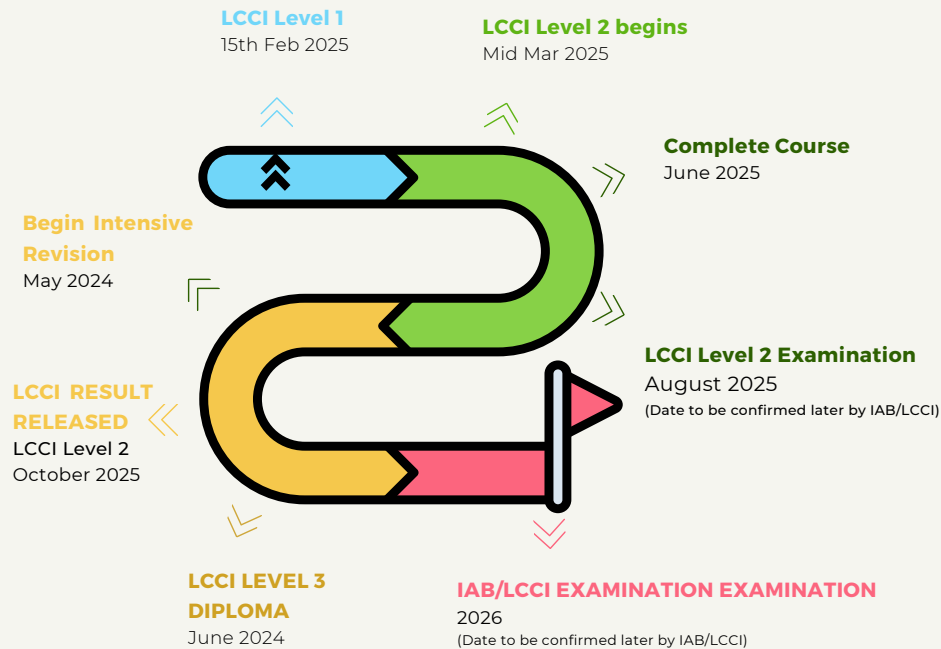 LCCI Level 1
15th Feb 2025
LCCI Level 2 begins
Mid Mar 2025
Complete Course
June 2025
Begin Intensive
Revision
May 2024
LCCI Level 2 Examination
August 2025
(Date to be confirmed later by IAB/LCCI)
LCCI RESULT
RELEASED
LCCI Level 2
October 2025
LCCI LEVEL 3
DIPLOMA
June 2024
IAB/LCCI EXAMINATION EXAMINATION
2026
(Date to be confirmed later by IAB/LCCI)